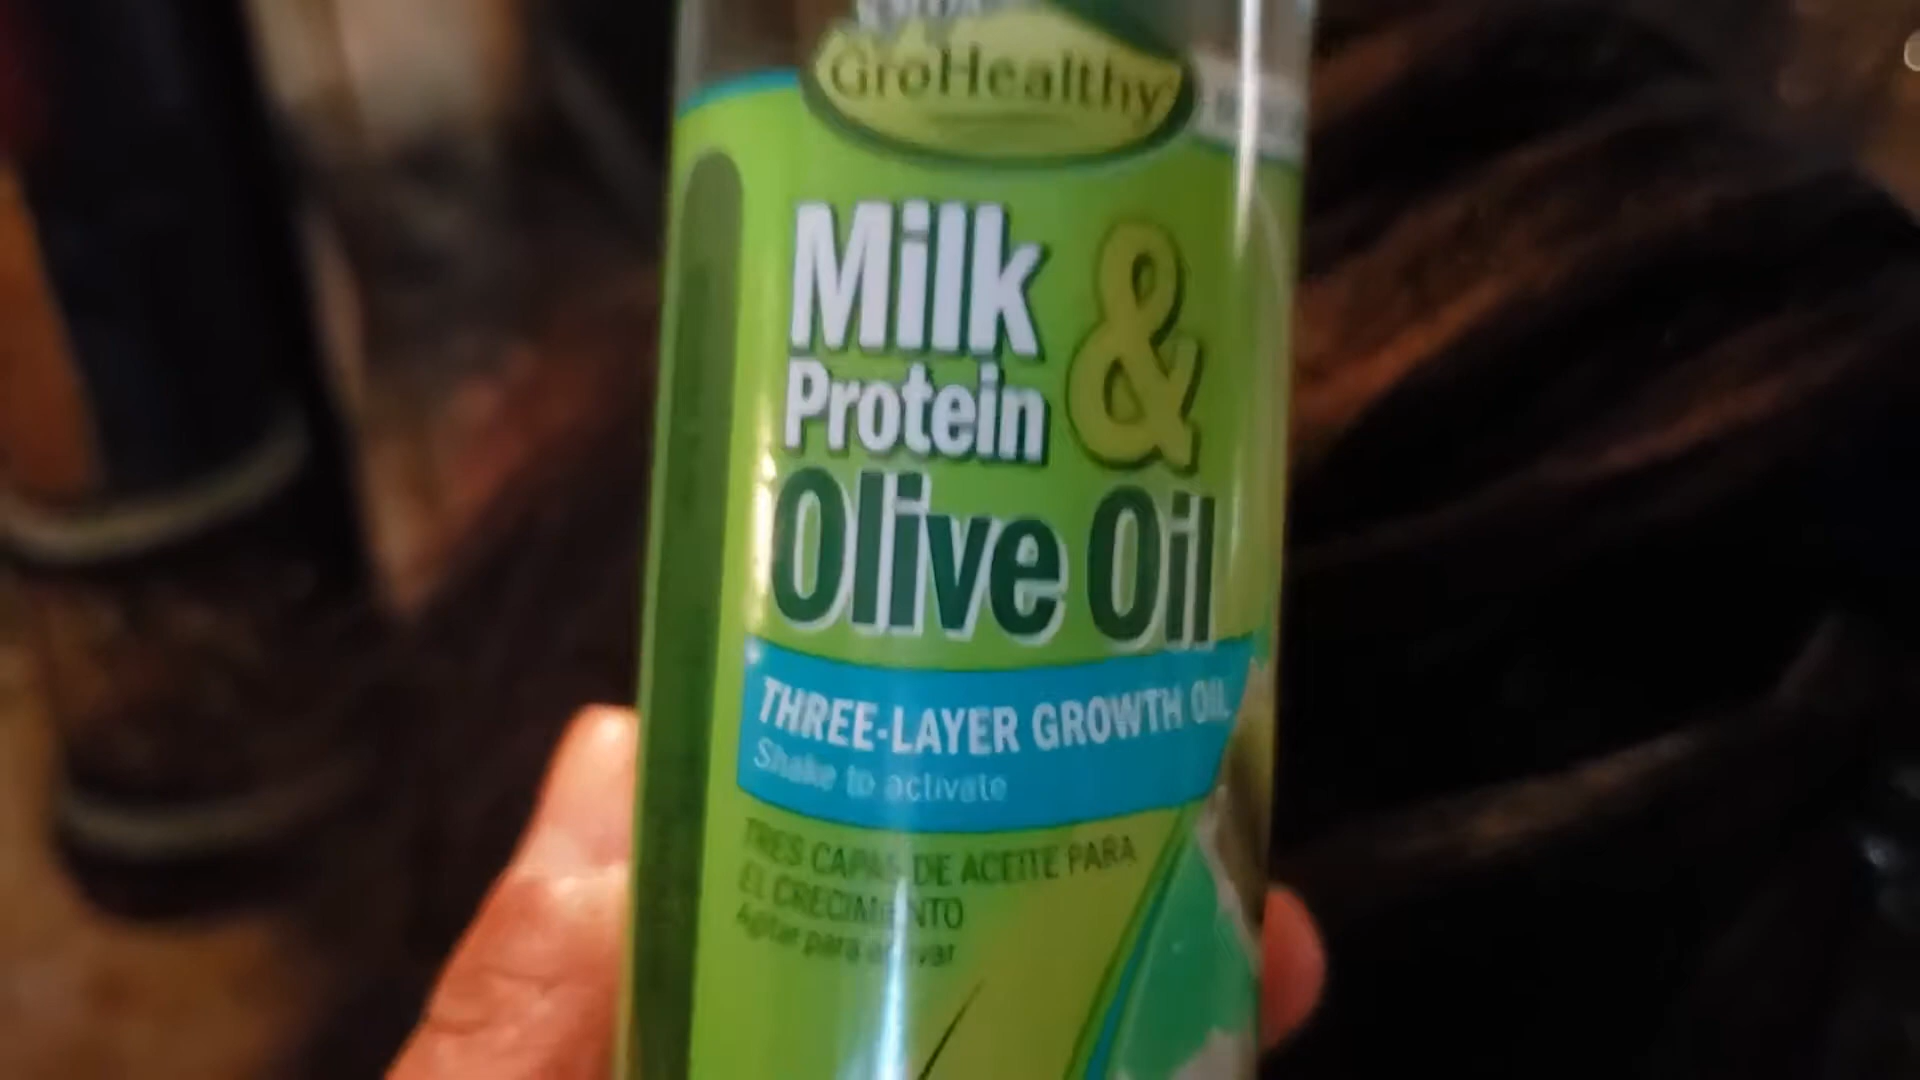 GroHealthy
Milk
Protein &
Olive Oil
THREE-LAYER GROWTH OIL
Shake to activate
TRES CAPAS DE ACEITE PARA
EL CRECIMIENTO
Agitar para activar